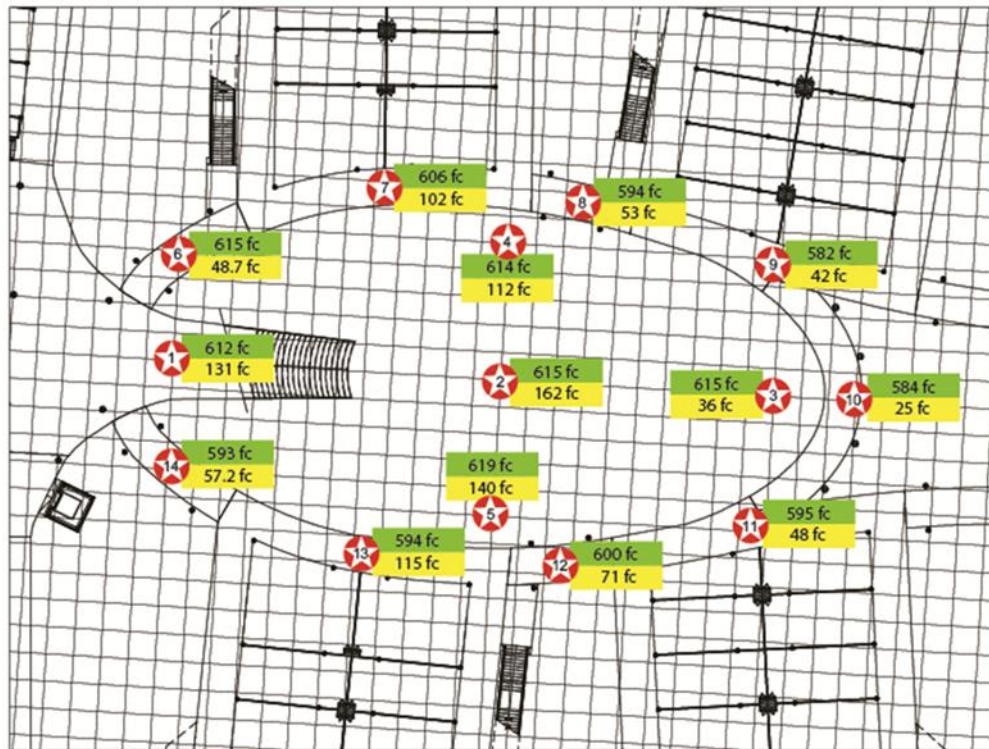 7
606 fc
102 fc
8
594 fc
53 fc
4
614 fc
112 fc
6
615 fc
48.7 fc
9
582 fc
42 fc
1
612 fc
131 fc
2
615 fc
162 fc
615 fc
36 fc
3
10
584 fc
25 fc
14
593 fc
57.2 fc
619 fc
140 fc
5
11
595 fc
48 fc
13
594 fc
115 fc
12
600 fc
71 fc